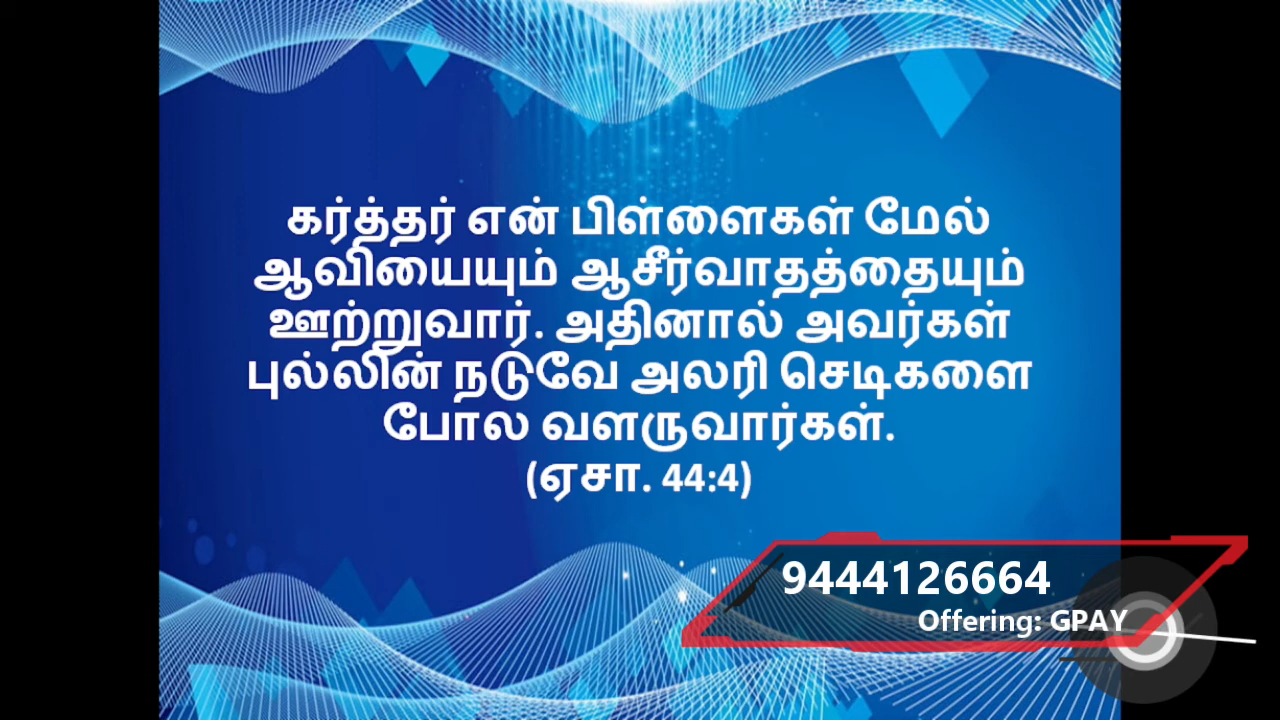 கர்த்தர் என் பிள்ளைகள் மேல்
ஆவியையும் ஆசீர்வாதத்தையும்
ஊற்றுவார். அதினால் அவர்கள்
புல்லின் நடுவே அலரி செடிகளை
போல வளருவார்கள்.
(ஏசா. 44:4)
9444126664
Offering: GPAY